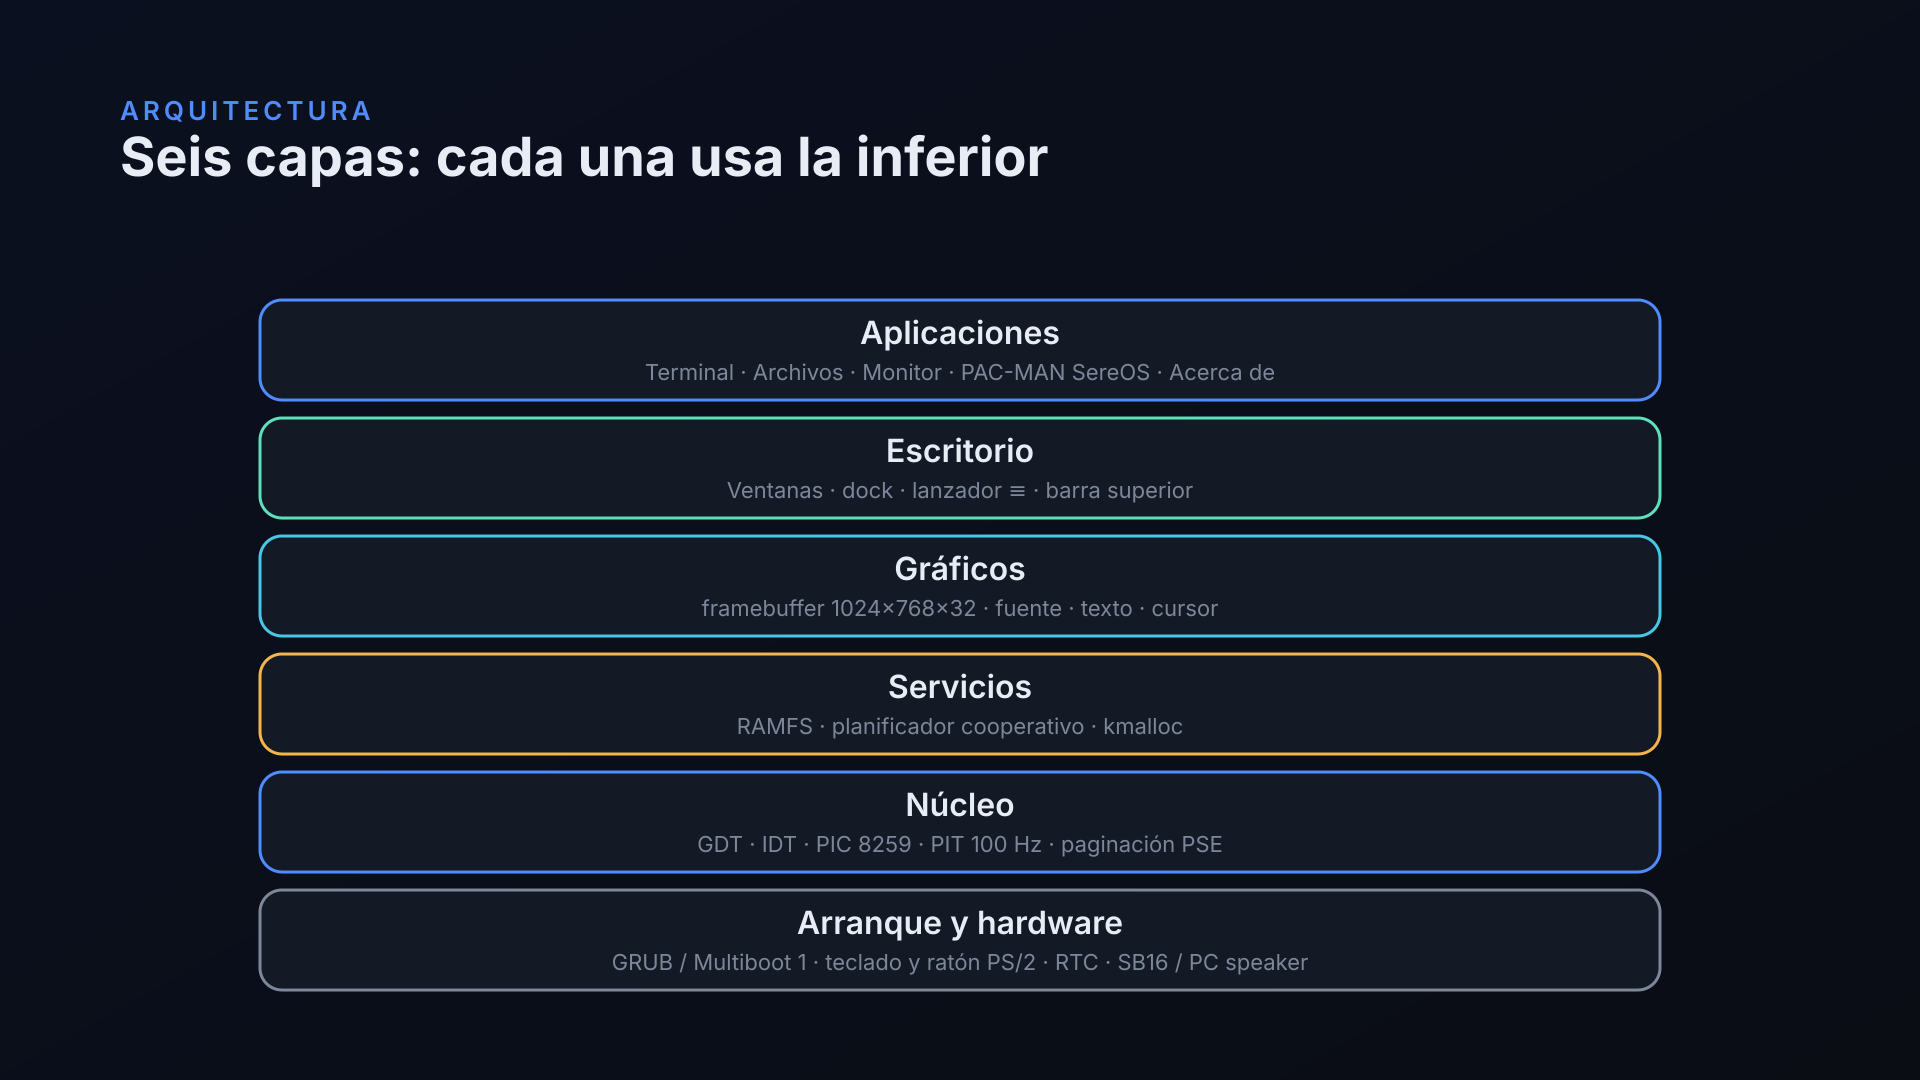 ARQUITECTURA
Seis capas: cada una usa la inferior
Aplicaciones
Terminal · Archivos · Monitor · PAC-MAN SereOS · Acerca de
Escritorio
Ventanas · dock · lanzador ≡ · barra superior
Gráficos
framebuffer 1024×768×32 · fuente · texto · cursor
Servicios
RAMFS · planificador cooperativo · kmalloc
Núcleo
GDT · IDT · PIC 8259 · PIT 100 Hz · paginación PSE
Arranque y hardware
GRUB / Multiboot 1 · teclado y ratón PS/2 · RTC · SB16 / PC speaker